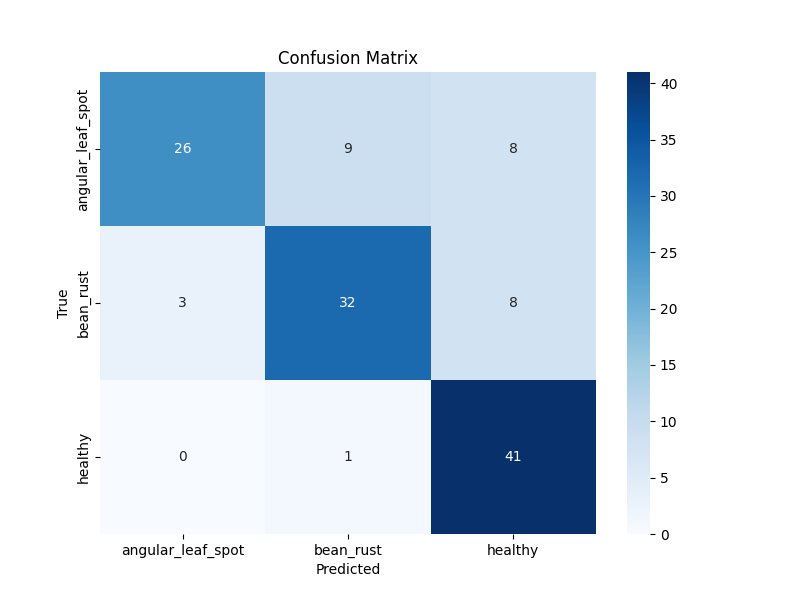 Confusion Matrix
angular_leaf_spot
26
9
8
bean_rust
3
32
8
healthy
0
1
41
True
angular_leaf_spot
bean_rust
healthy
Predicted
40
35
30
25
20
15
10
5
0